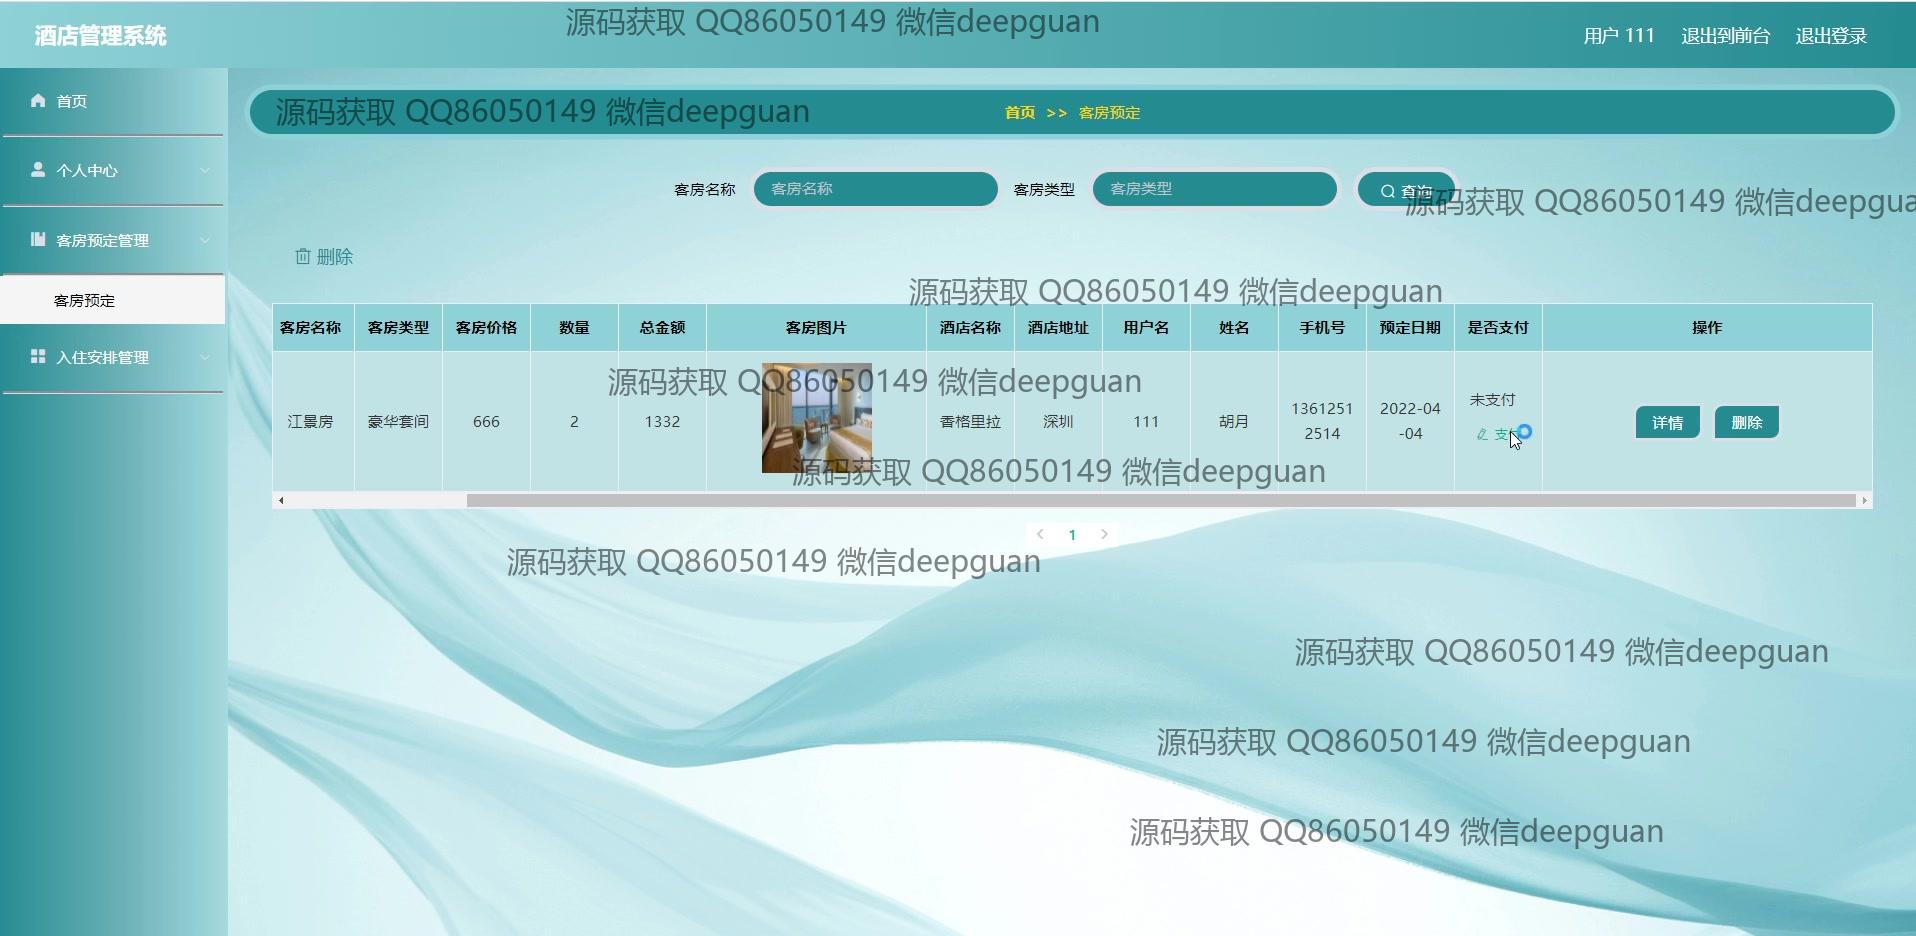 源码获取 QQ86050149 微信deepguan
酒店管理系统
用户 111 退出到前台 退出登录
首页
源码获取 QQ86050149 微信deepguan
首页 >> 客房预定
个人中心
客房名称 客房名称 客房类型 客房类型 查询
源码获取 QQ86050149 微信deepgua
客房预定管理
删除
源码获取 QQ86050149 微信deepguan
客房预定
客房名称 客房类型 客房价格 数量 总金额 客房图片 酒店名称 酒店地址 用户名 姓名 手机号 预定日期 是否支付 操作
入住安排管理
源码获取 QQ86050149 微信deepguan
江景房 豪华套间 666 2 1332 香格里拉 深圳 111 胡月 1361251 2022-04 未支付 详情 删除
2514 -04 支
源码获取 QQ86050149 微信deepguan
< 1 >
源码获取 QQ86050149 微信deepguan
源码获取 QQ86050149 微信deepguan
源码获取 QQ86050149 微信deepguan
源码获取 QQ86050149 微信deepguan